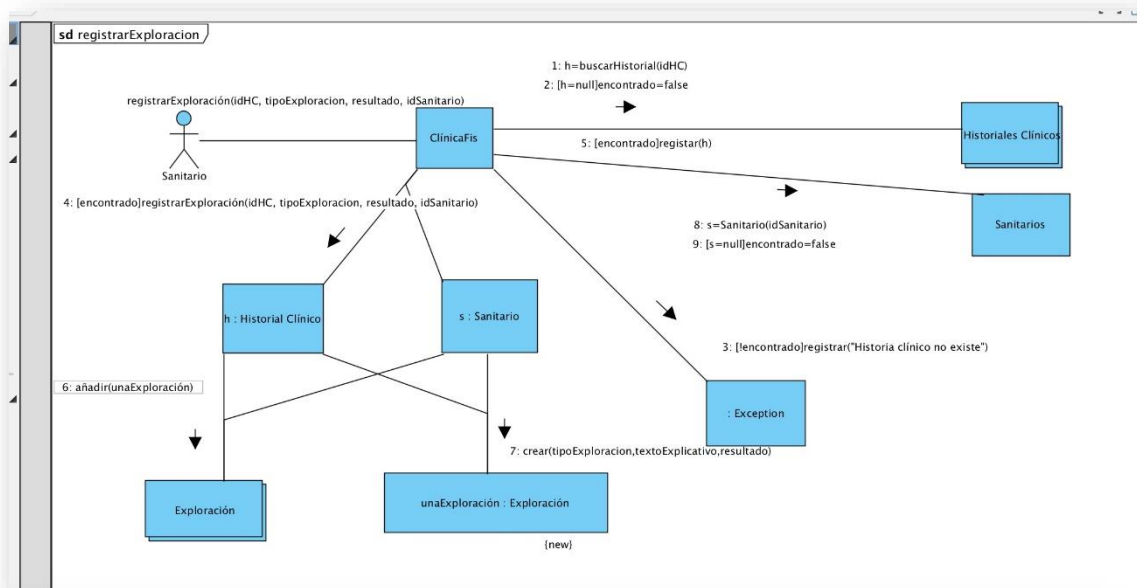 sd registrarExploracion
1: h=buscarHistorial(idHC)
2: [h=null]encontrado=false
registrarExploración(idHC, tipoExploracion, resultado, idSanitario)
ClínicaFis
Historiales Clínicos
5: [encontrado]registar(h)
Sanitario
4: [encontrado]registrarExploración(idHC, tipoExploracion, resultado, idSanitario)
8: s=Sanitario(idSanitario)
9: [s=null]encontrado=false
Sanitarios
h : Historial Clínico
s : Sanitario
3: [!encontrado]registrar("Historia clínico no existe")
6: añadir(unaExploración)
: Exception
7: crear(tipoExploracion,textoExplicativo,resultado)
Exploración
unaExploración : Exploración
{new}